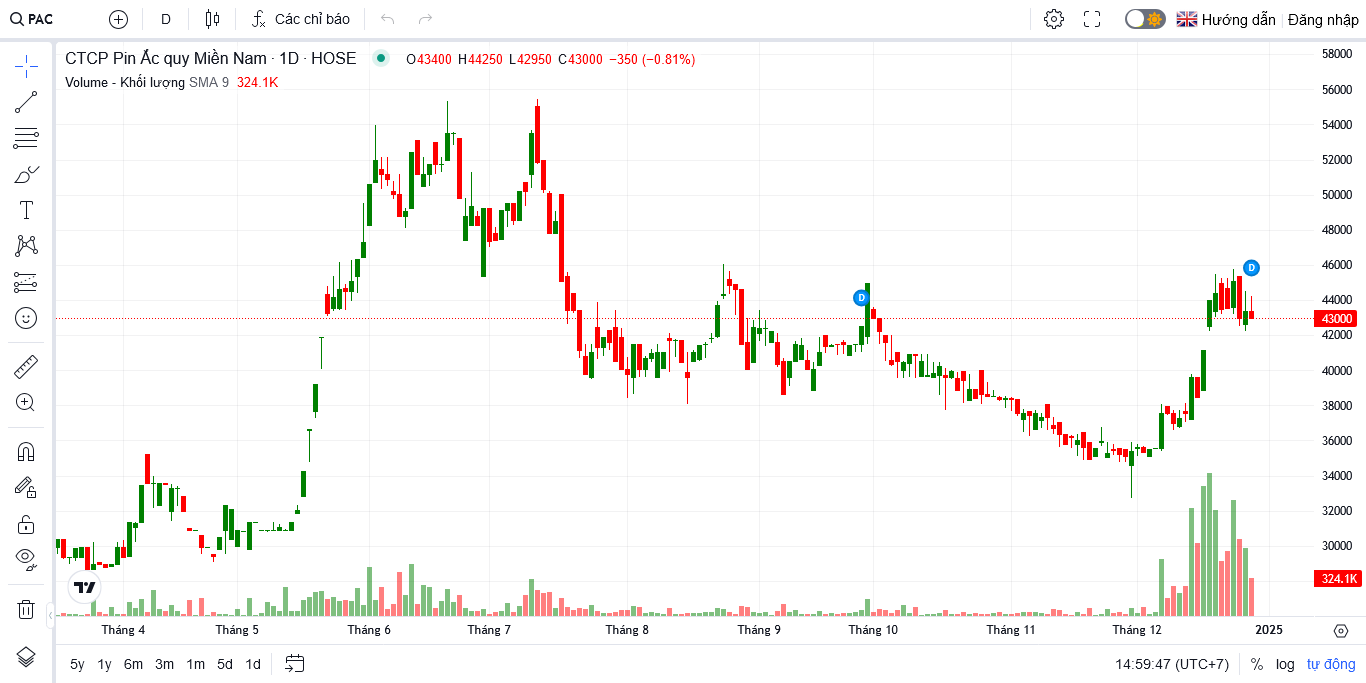 PAC D Các chỉ báo Hướng dẫn Đăng nhập
CTCP Pin Ắc quy Miền Nam · 1D · HOSE O43400 H44250 L42950 C43000 −350 (−0.81%)
Volume - Khối lượng SMA 9 324.1K
58000
56000
54000
52000
50000
48000
46000
44000
43000
42000
40000
38000
36000
34000
32000
30000
324.1K
D
D
Tháng 4 Tháng 5 Tháng 6 Tháng 7 Tháng 8 Tháng 9 Tháng 10 Tháng 11 Tháng 12 2025
5y 1y 6m 3m 1m 5d 1d 14:59:47 (UTC+7) % log tự động